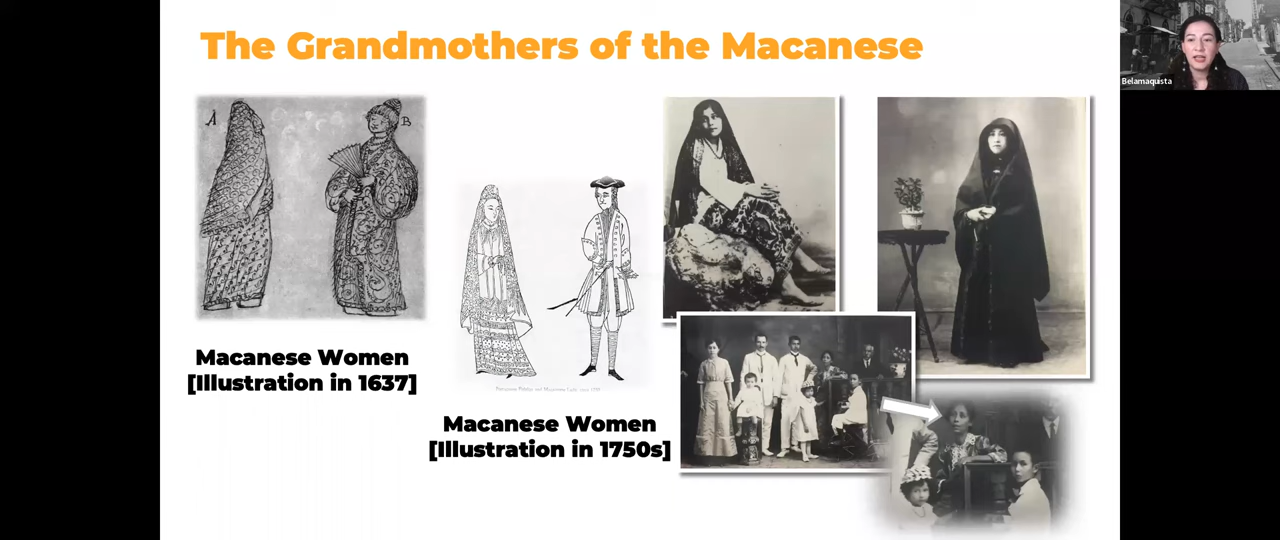 The Grandmothers of the Macanese
Belamaquista
A
B
Macanese Women
[Illustration in 1637]
Macanese Women
[Illustration in 1750s]